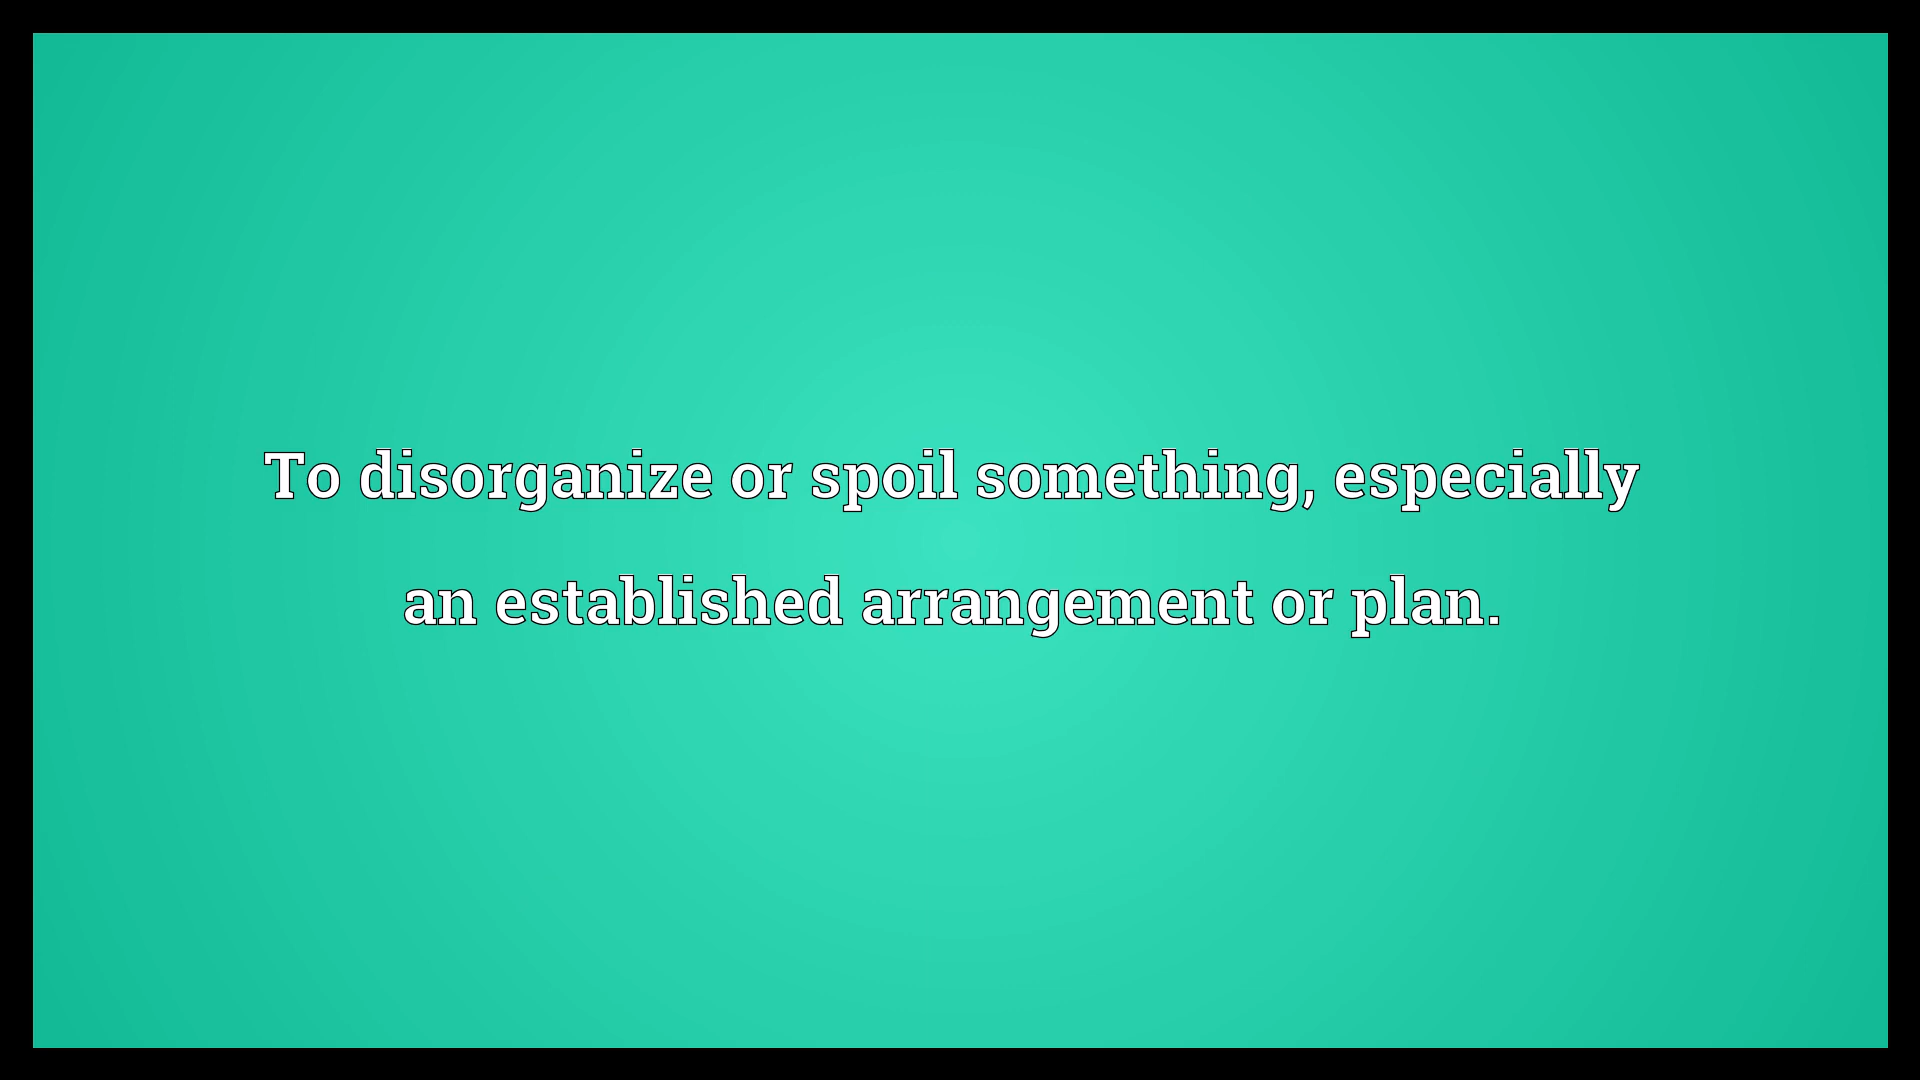 To disorganize or spoil something, especially
an established arrangement or plan.